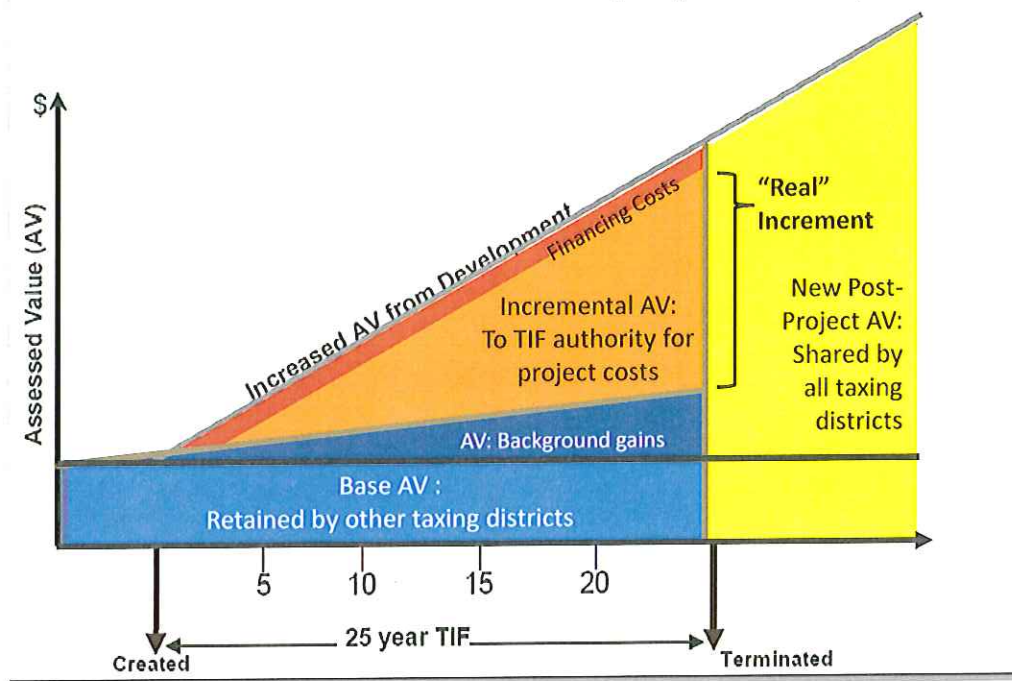 $
Assessed Value (AV)
Increased AV from Development
Financing Costs
Incremental AV:
To TIF authority for
project costs
AV: Background gains
Base AV :
Retained by other taxing districts
“Real”
Increment
New Post-
Project AV:
Shared by
all taxing
districts
5
10
15
20
25 year TIF
Created
Terminated